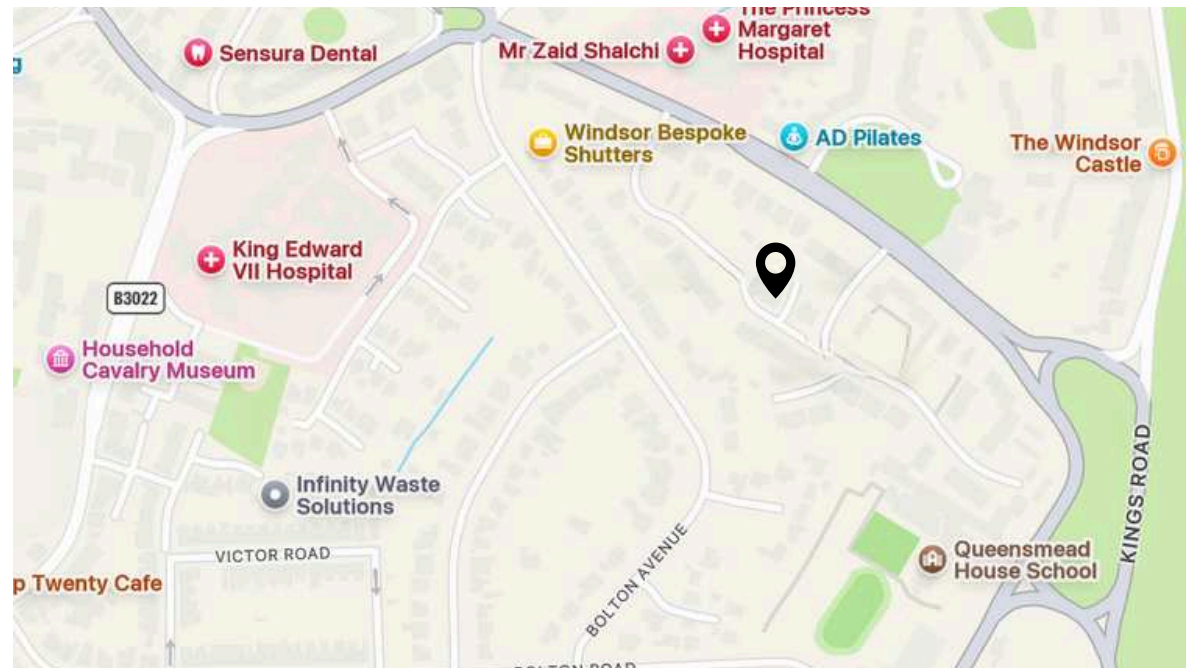 The Princess
Margaret
Hospital
Sensura Dental
Mr Zaid Shalchi
Windsor Bespoke
Shutters
AD Pilates
The Windsor
Castle
King Edward
VII Hospital
B3022
Household
Cavalry Museum
Infinity Waste
Solutions
VICTOR ROAD
p Twenty Cafe
BOLTON AVENUE
Queensmead
House School
KINGS ROAD
BOLTON ROAD